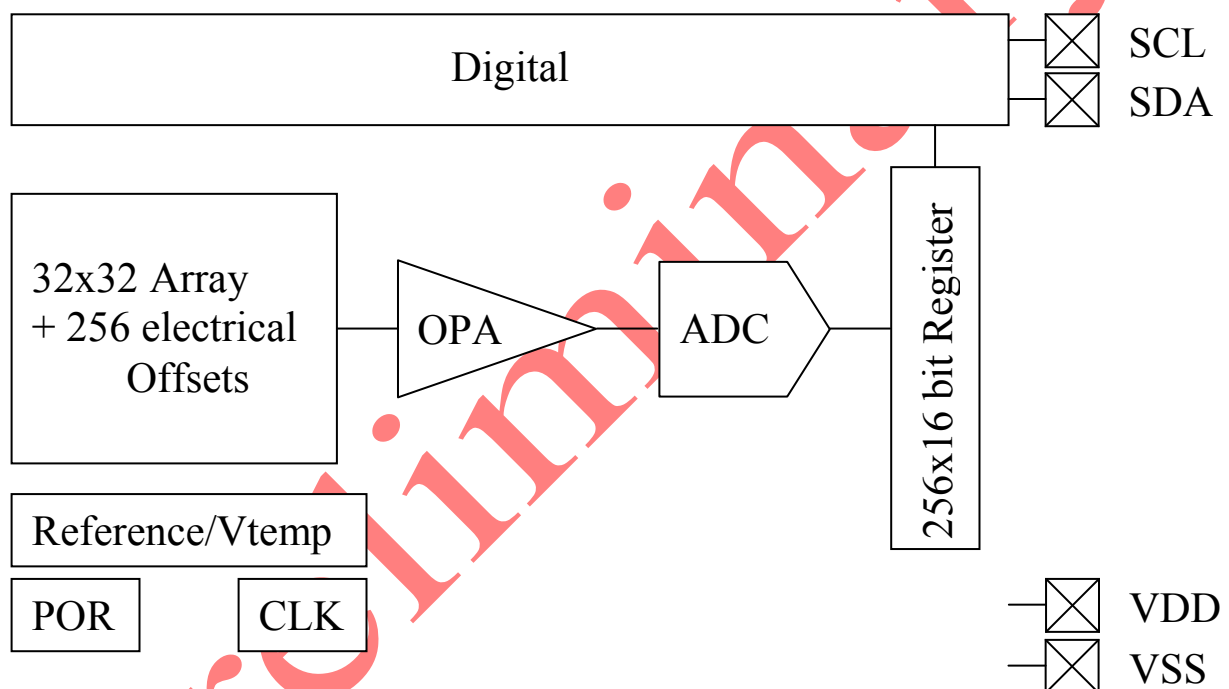 Digital
SCL
SDA
32x32 Array
+ 256 electrical
Offsets
OPA
ADC
256x16 bit Register
Reference/Vtemp
POR
CLK
VDD
VSS